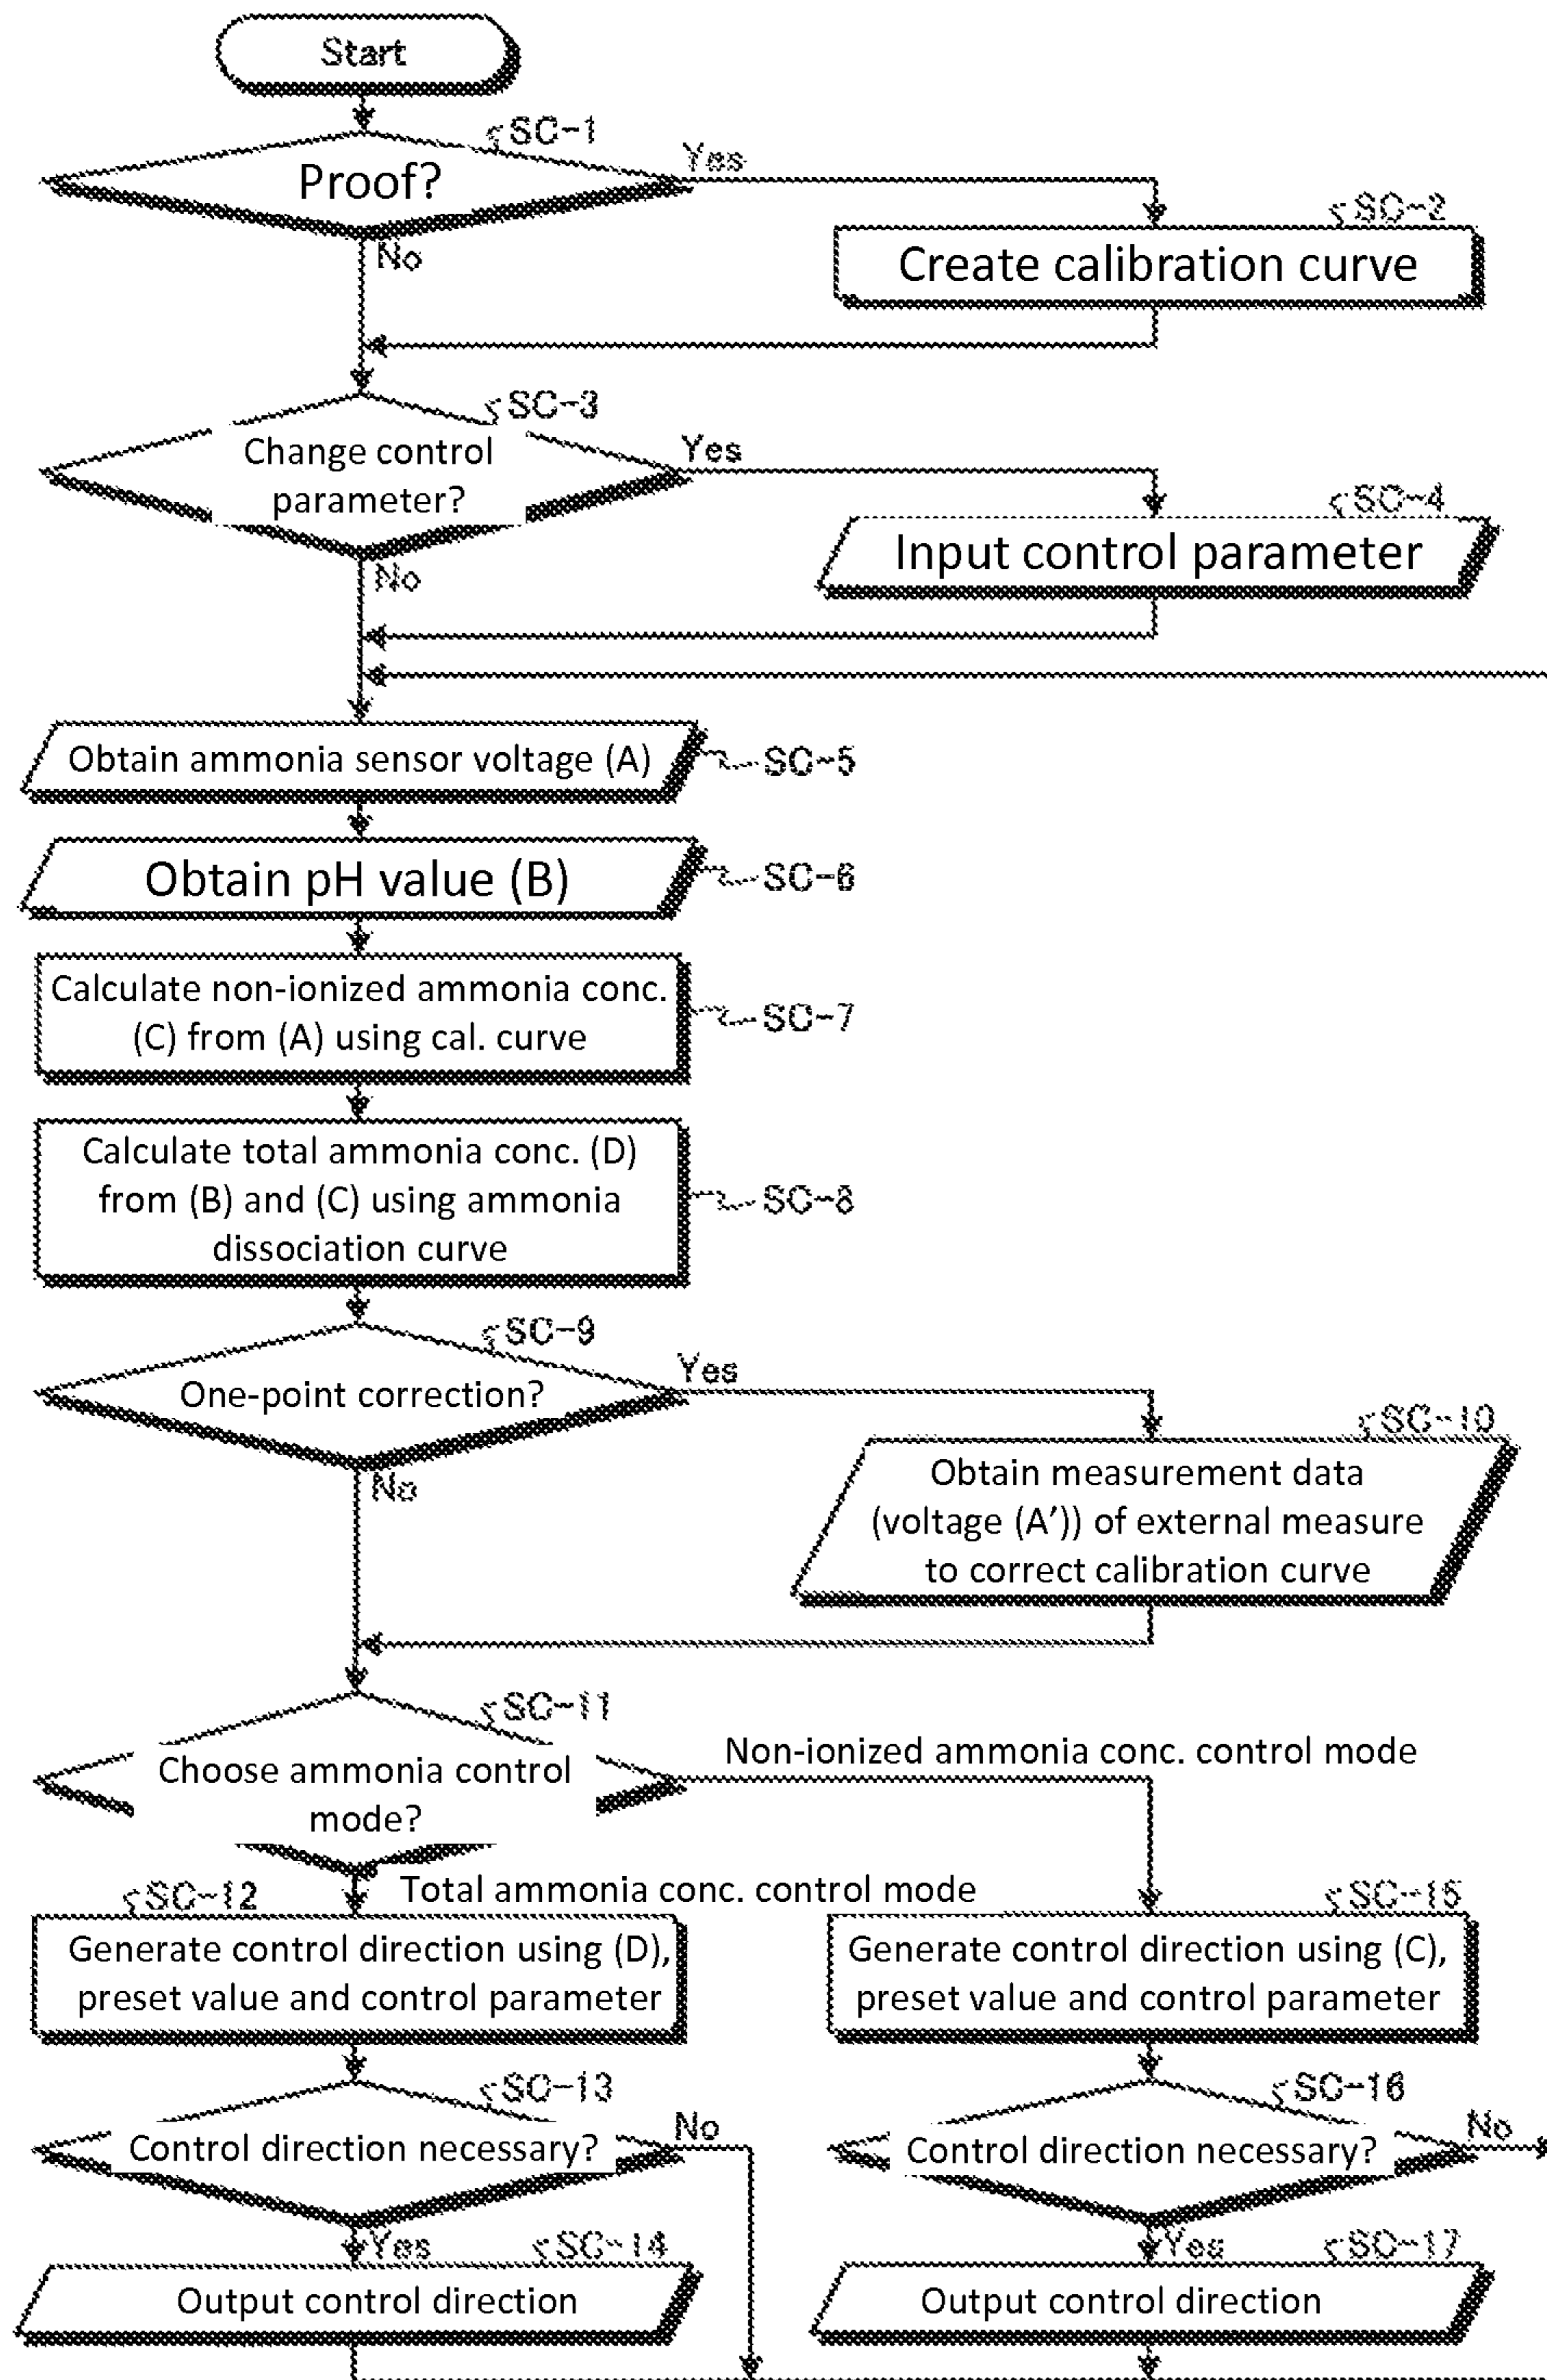 Start
SC-1
Proof?
Yes
SC-2
Create calibration curve
No
SC-3
Change control
parameter?
Yes
SC-4
Input control parameter
No
Obtain ammonia sensor voltage (A)
SC-5
Obtain pH value (B)
SC-6
Calculate non-ionized ammonia conc.
(C) from (A) using cal. curve
SC-7
Calculate total ammonia conc. (D)
from (B) and (C) using ammonia
dissociation curve
SC-8
SC-9
One-point correction?
Yes
SC-10
Obtain measurement data
(voltage (A’)) of external measure
to correct calibration curve
No
SC-11
Choose ammonia control
mode?
Non-ionized ammonia conc. control mode
Total ammonia conc. control mode
SC-12
Generate control direction using (D),
preset value and control parameter
SC-15
Generate control direction using (C),
preset value and control parameter
SC-13
Control direction necessary?
No
SC-16
Control direction necessary?
No
Yes
SC-14
Output control direction
Yes
SC-17
Output control direction